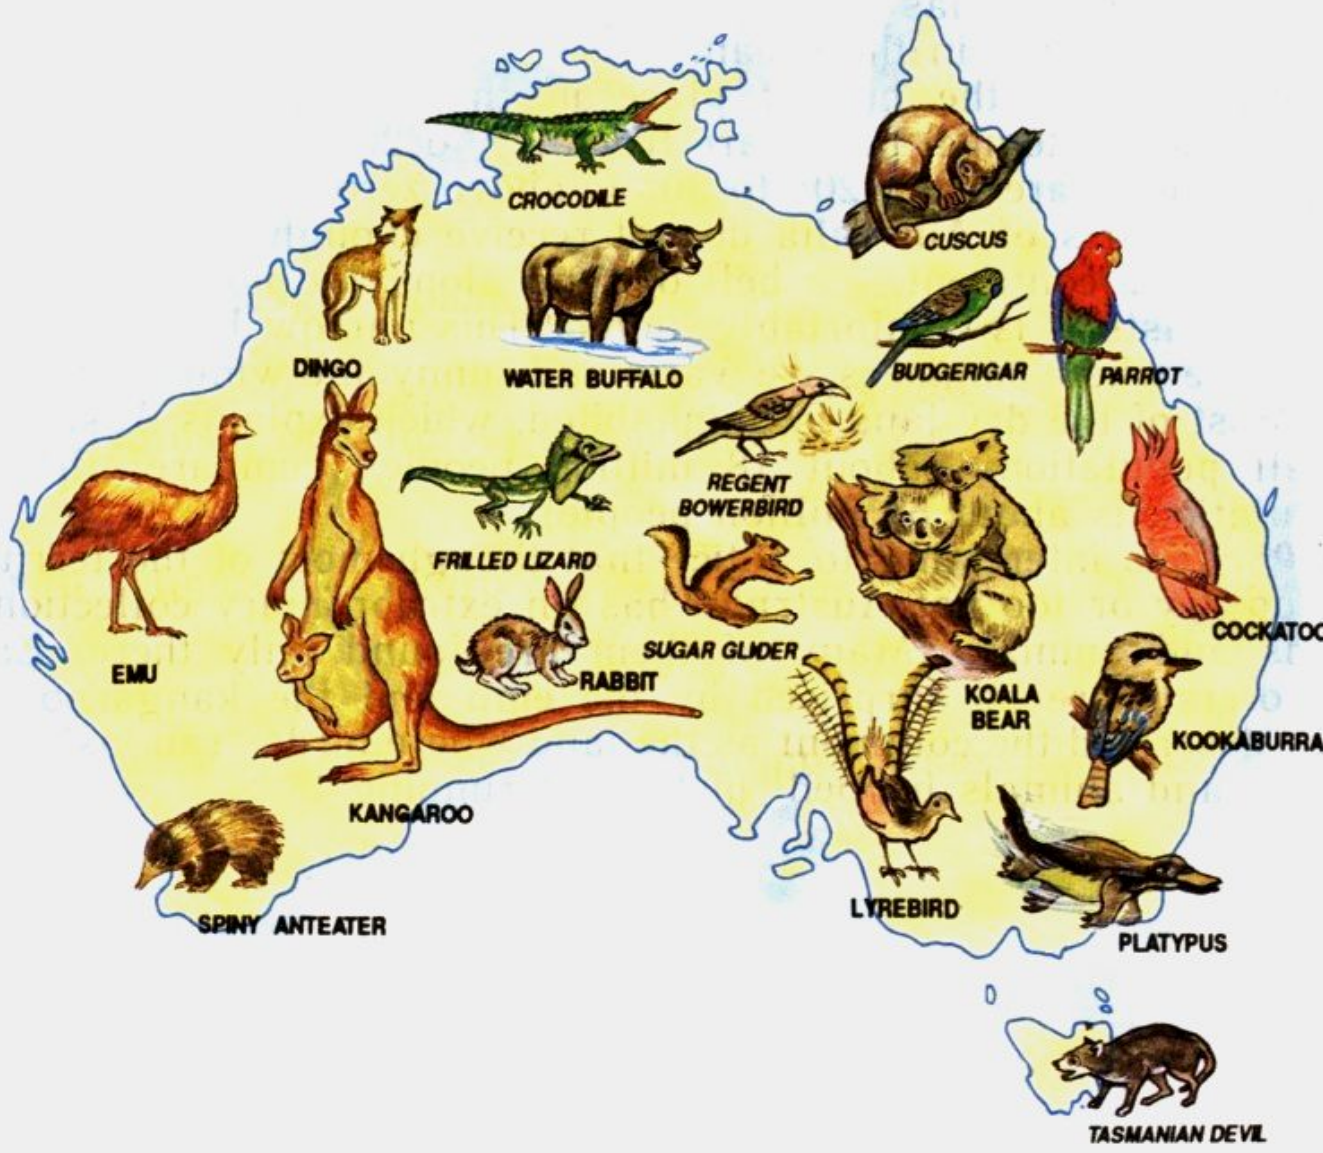 CROCODILE
CUSCUS
DINGO
WATER BUFFALO
BUDGERIGAR
PARROT
REGENT
BOWERBIRD
FRILLED LIZARD
SUGAR GLIDER
COCKATOO
EMU
RABBIT
KOALA
BEAR
KOOKABURRA
KANGAROO
SPINY ANTEATER
LYREBIRD
PLATYPUS
TASMANIAN DEVIL